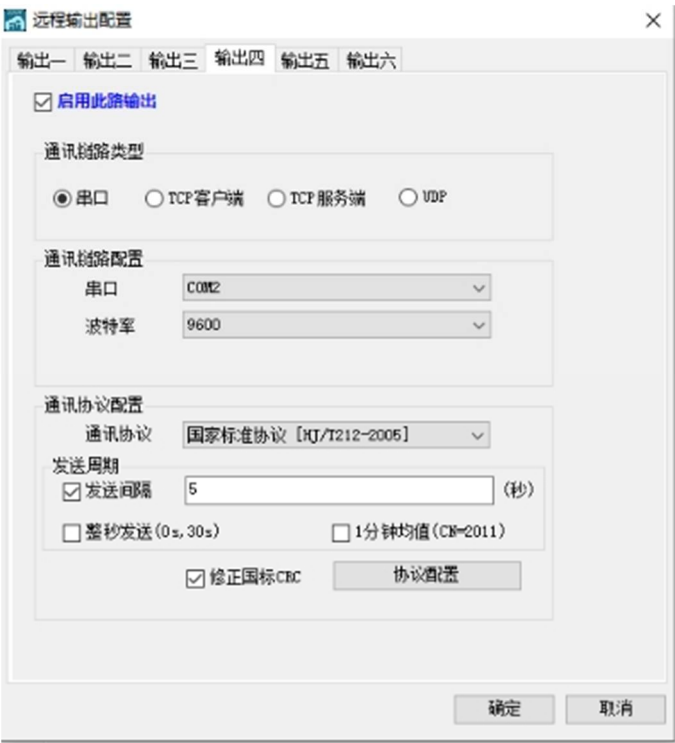 远程输出配置
输出一 输出二 输出三 输出四 输出五 输出六
启用此路输出
通讯链路类型
串口 TCP客户端 TCP服务端 UDP
通讯链路配置
串口 COM2
波特率 9600
通讯协议配置
通讯协议 国家标准协议 [HJ/T212-2005]
发送周期
发送间隔 5 (秒)
整秒发送(0s,30s) 1分钟均值(CN=2011)
修正国标CRC 协议配置
确定 取消